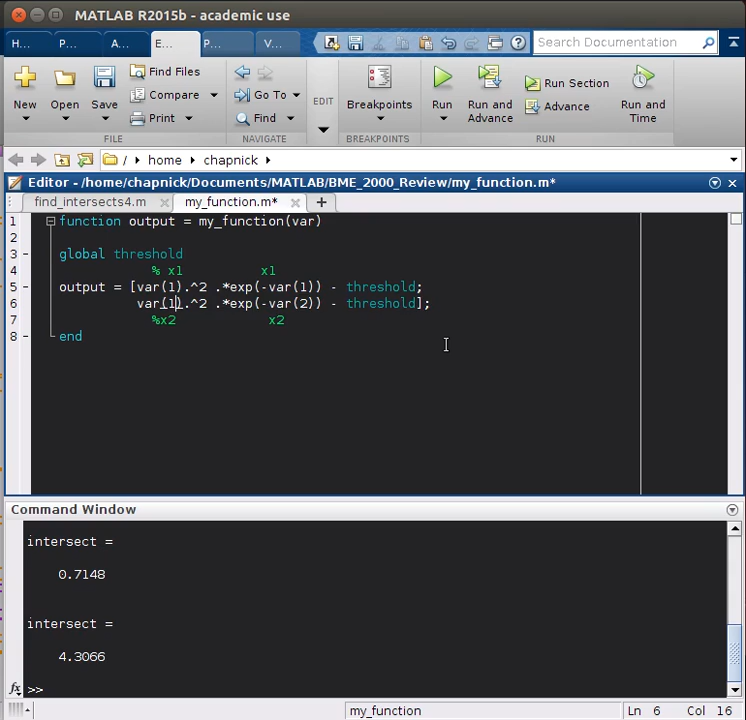 MATLAB R2015b - academic use
H... P... A... E... P... V... Search Documentation
New Open Save Find Files Compare Print Go To Find EDIT Breakpoints Run Run and Advance Run Section Advance Run and Time
FILE NAVIGATE BREAKPOINTS RUN
/ home chapnick
Editor - /home/chapnick/Documents/MATLAB/BME_2000_Review/my_function.m*
find_intersects4.m my_function.m*
1 function output = my_function(var)
2
3 global threshold
4 % x1 x1
5 output = [var(1).^2 .*exp(-var(1)) - threshold;
6 var(1).^2 .*exp(-var(2)) - threshold];
7 %x2 x2
8 end
Command Window
intersect =
0.7148
intersect =
4.3066
fx >>
my_function Ln 6 Col 16